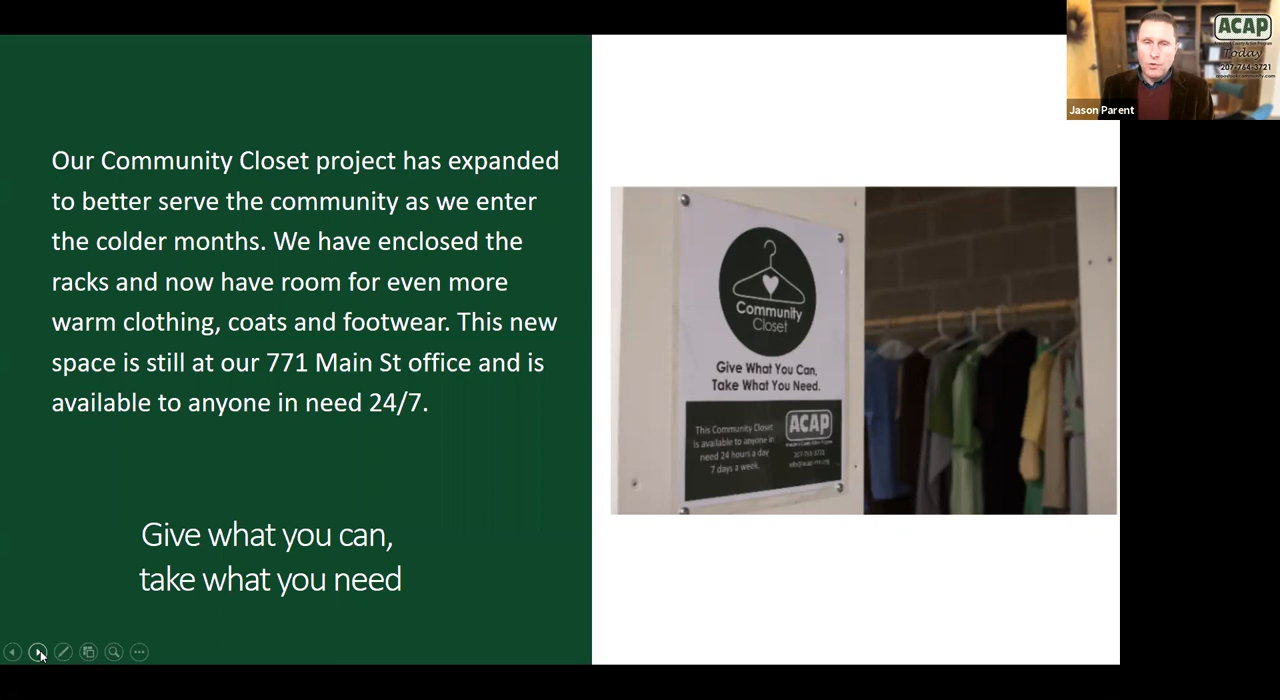 Our Community Closet project has expanded
to better serve the community as we enter
the colder months. We have enclosed the
racks and now have room for even more
warm clothing, coats and footwear. This new
space is still at our 771 Main St office and is
available to anyone in need 24/7.
Give what you can,
take what you need
Community
Closet
Give What You Can,
Take What You Need.
This Community Closet
is available to anyone in
need 24 hours a day
7 days a week.
ACAP
ACAP
Today
207-764-3721
Jason Parent